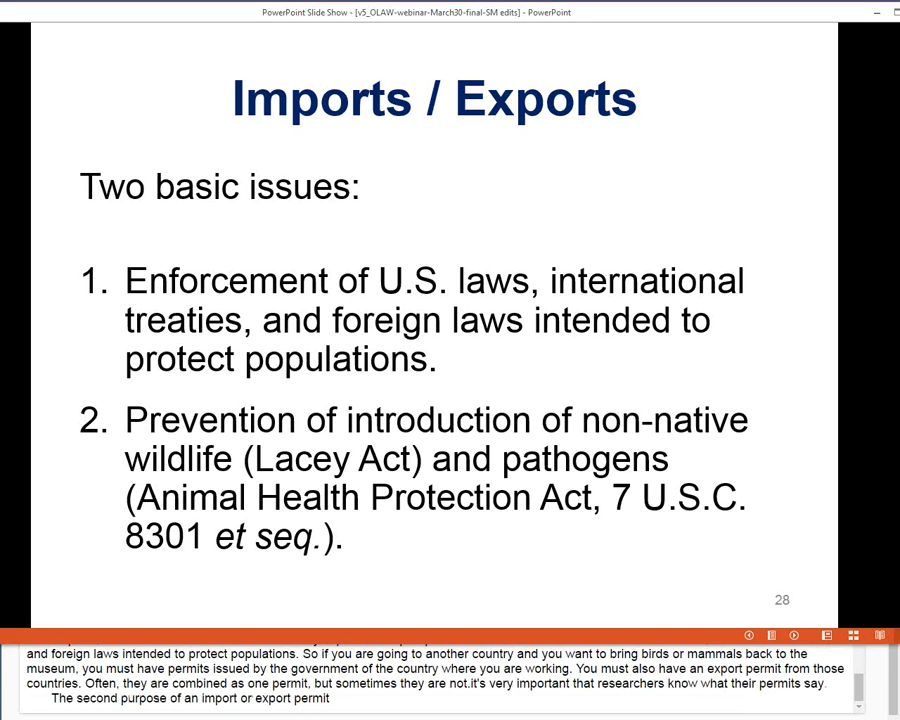 PowerPoint Slide Show - [v5_OLAW-webinar-March30-final-SM edits] - PowerPoint
Imports / Exports
Two basic issues:
1. Enforcement of U.S. laws, international
treaties, and foreign laws intended to
protect populations.
2. Prevention of introduction of non-native
wildlife (Lacey Act) and pathogens
(Animal Health Protection Act, 7 U.S.C.
8301 et seq.).
28
and foreign laws intended to protect populations. So if you are going to another country and you want to bring birds or mammals back to the
museum, you must have permits issued by the government of the country where you are working. You must also have an export permit from those
countries. Often, they are combined as one permit, but sometimes they are not.it's very important that researchers know what their permits say.
The second purpose of an import or export permit